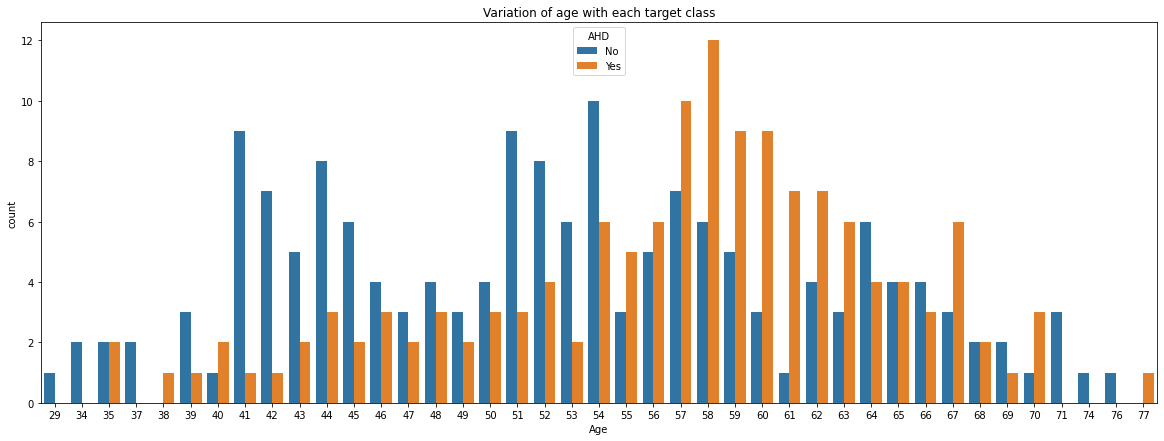 Variation of age with each target class
AHD
No
Yes
count
12
10
8
6
4
2
0
29 34 35 37 38 39 40 41 42 43 44 45 46 47 48 49 50 51 52 53 54 55 56 57 58 59 60 61 62 63 64 65 66 67 68 69 70 71 74 76 77
Age